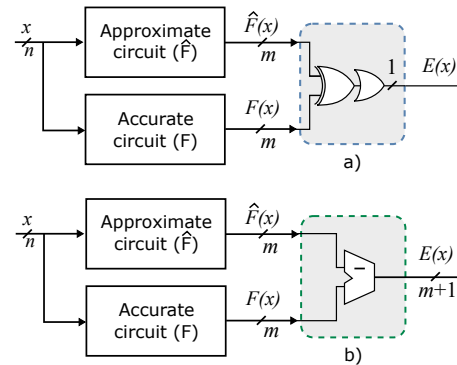 x
n
Approximate
circuit (F̂)
F̂(x)
m
Accurate
circuit (F)
F(x)
m
1
E(x)
a)
x
n
Approximate
circuit (F̂)
F̂(x)
m
Accurate
circuit (F)
F(x)
m
−
E(x)
m+1
b)